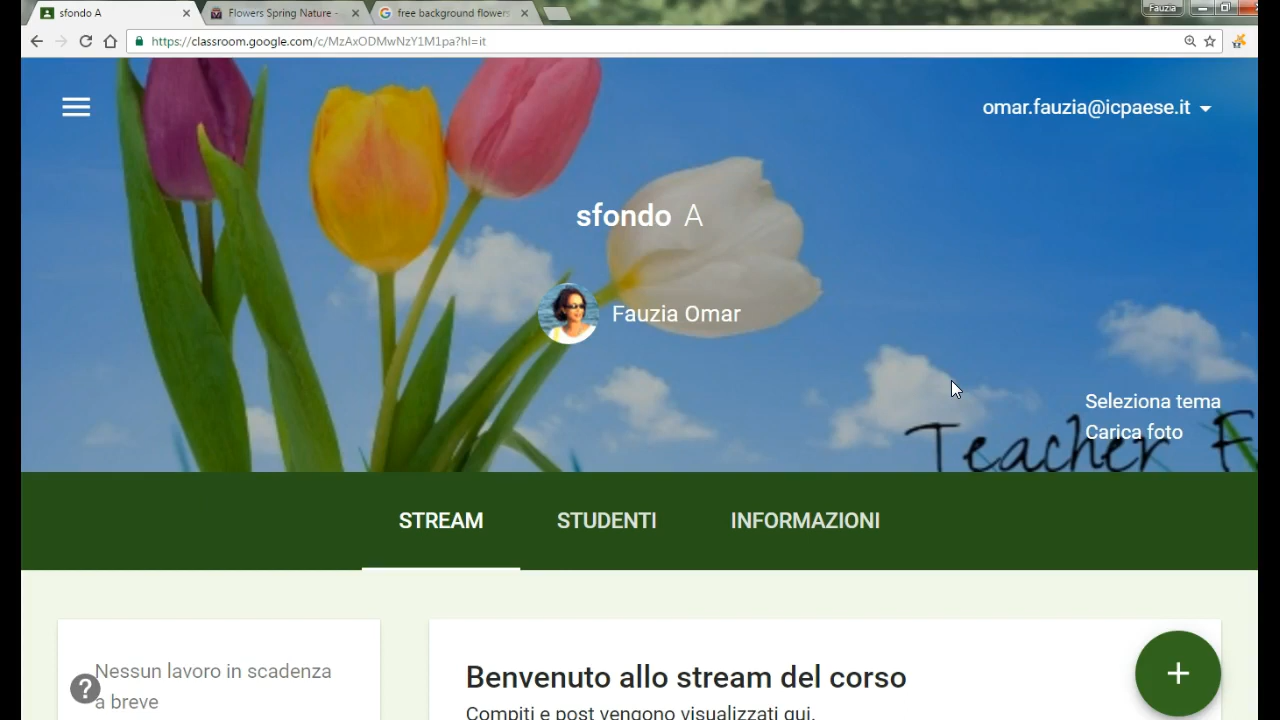 sfondo A
Flowers Spring Nature -
free background flowers
Fauzia
https://classroom.google.com/c/MzAxODMwNzY1M1pa?hl=it
omar.fauzia@icpaese.it
sfondo A
Fauzia Omar
Seleziona tema
Carica foto
Teacher F
STREAM
STUDENTI
INFORMAZIONI
Nessun lavoro in scadenza
a breve
Benvenuto allo stream del corso
Compiti e post vengono visualizzati qui.